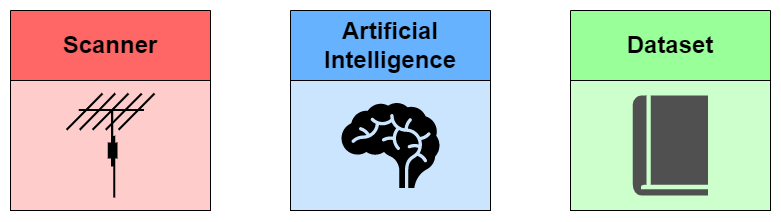 Scanner
Artificial
Intelligence
Dataset